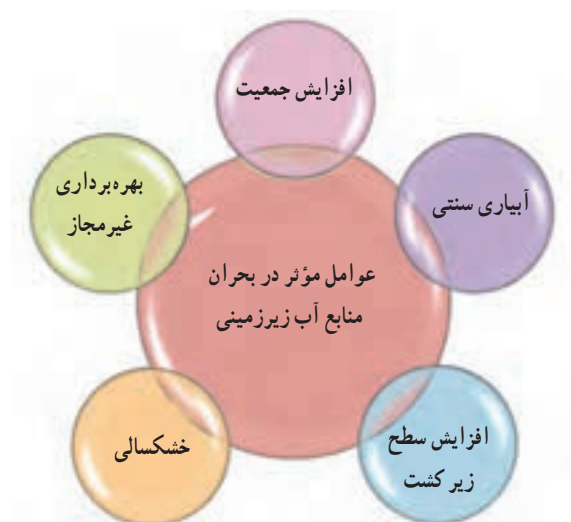 افزایش جمعیت
آبیاری سنتی
بهره‌برداری
غیرمجاز
عوامل مؤثر در بحران
منابع آب زیرزمینی
افزایش سطح
زیر کشت
خشکسالی